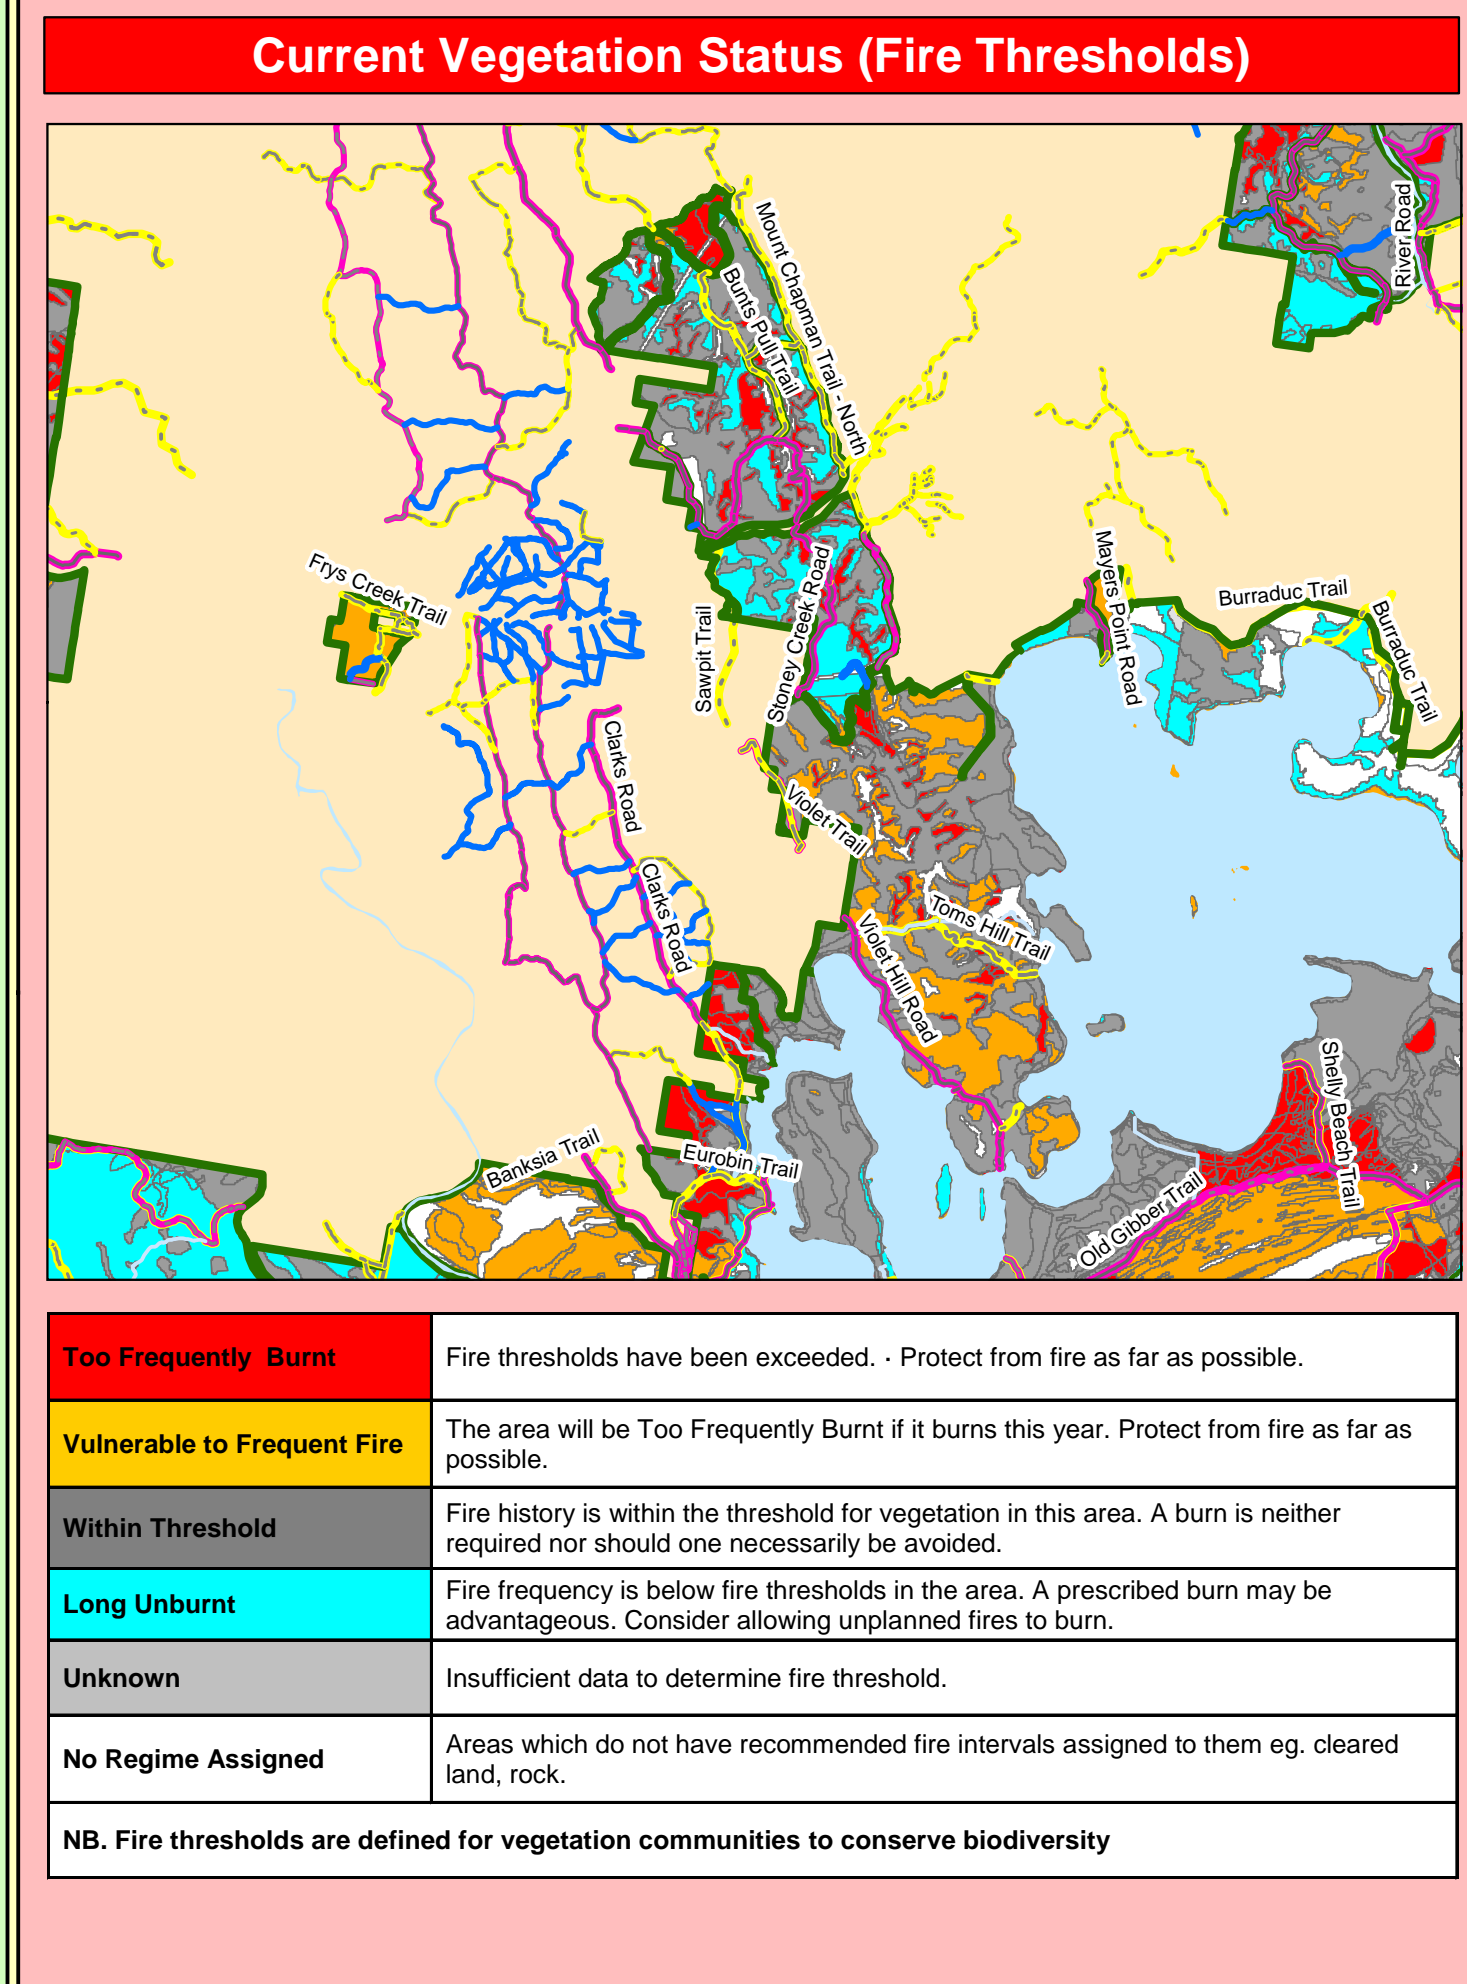 Current Vegetation Status (Fire Thresholds)
River Road
Mount Chapman Trail - North
Bunts Pull Trail
Frys Creek Trail
Mayers Point Road
Burraduc Trail
Burraduc Trail
Sawpit Trail
Stoney Creek Road
Clarks Road
Violet Trail
Clarks Road
Toms Hill Trail
Violet Hill Road
Shelly Beach Trail
Banksia Trail
Eurobin Trail
Old Gibber Trail
Too Frequently Burnt
Fire thresholds have been exceeded. · Protect from fire as far as possible.
Vulnerable to Frequent Fire
The area will be Too Frequently Burnt if it burns this year. Protect from fire as far as
possible.
Within Threshold
Fire history is within the threshold for vegetation in this area. A burn is neither
required nor should one necessarily be avoided.
Long Unburnt
Fire frequency is below fire thresholds in the area. A prescribed burn may be
advantageous. Consider allowing unplanned fires to burn.
Unknown
Insufficient data to determine fire threshold.
No Regime Assigned
Areas which do not have recommended fire intervals assigned to them eg. cleared
land, rock.
NB. Fire thresholds are defined for vegetation communities to conserve biodiversity